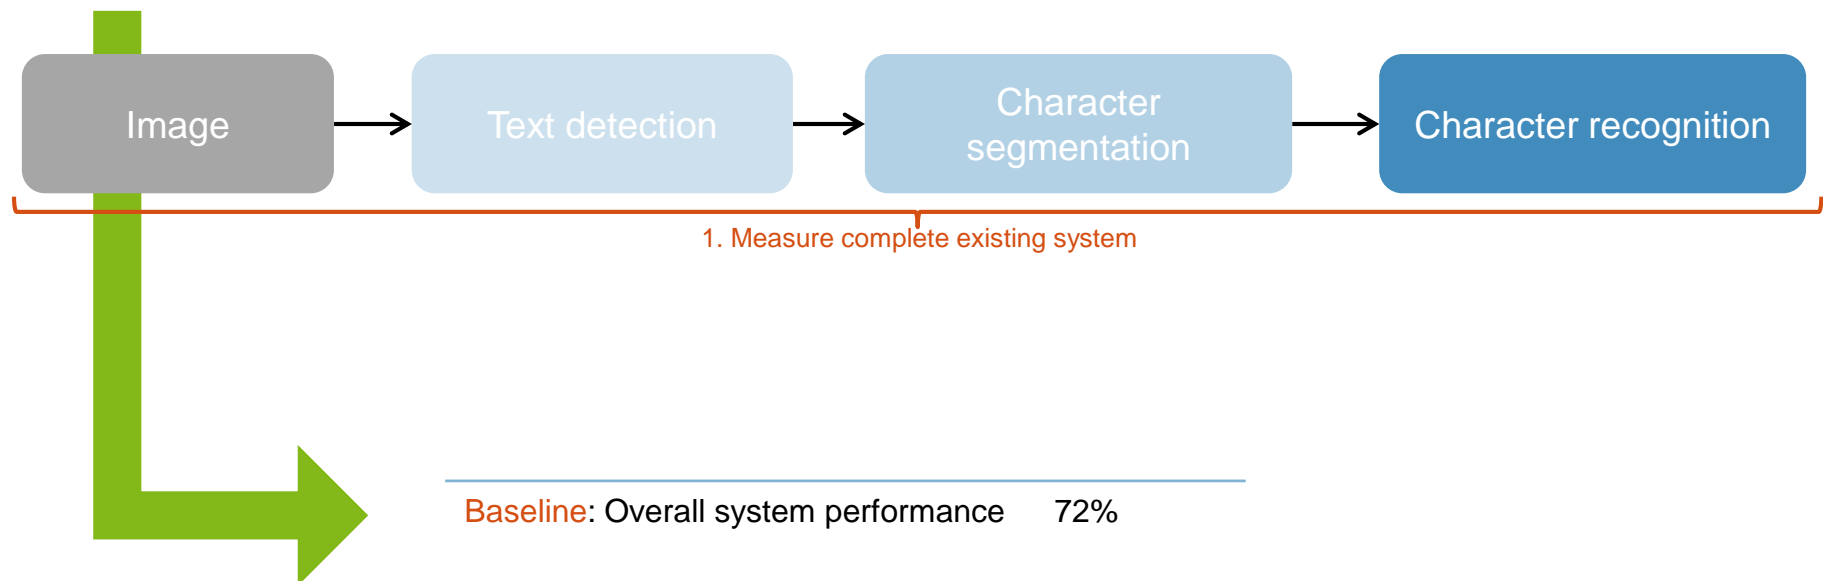 Image
Text detection
Character
segmentation
Character recognition
1. Measure complete existing system
Baseline: Overall system performance 72%